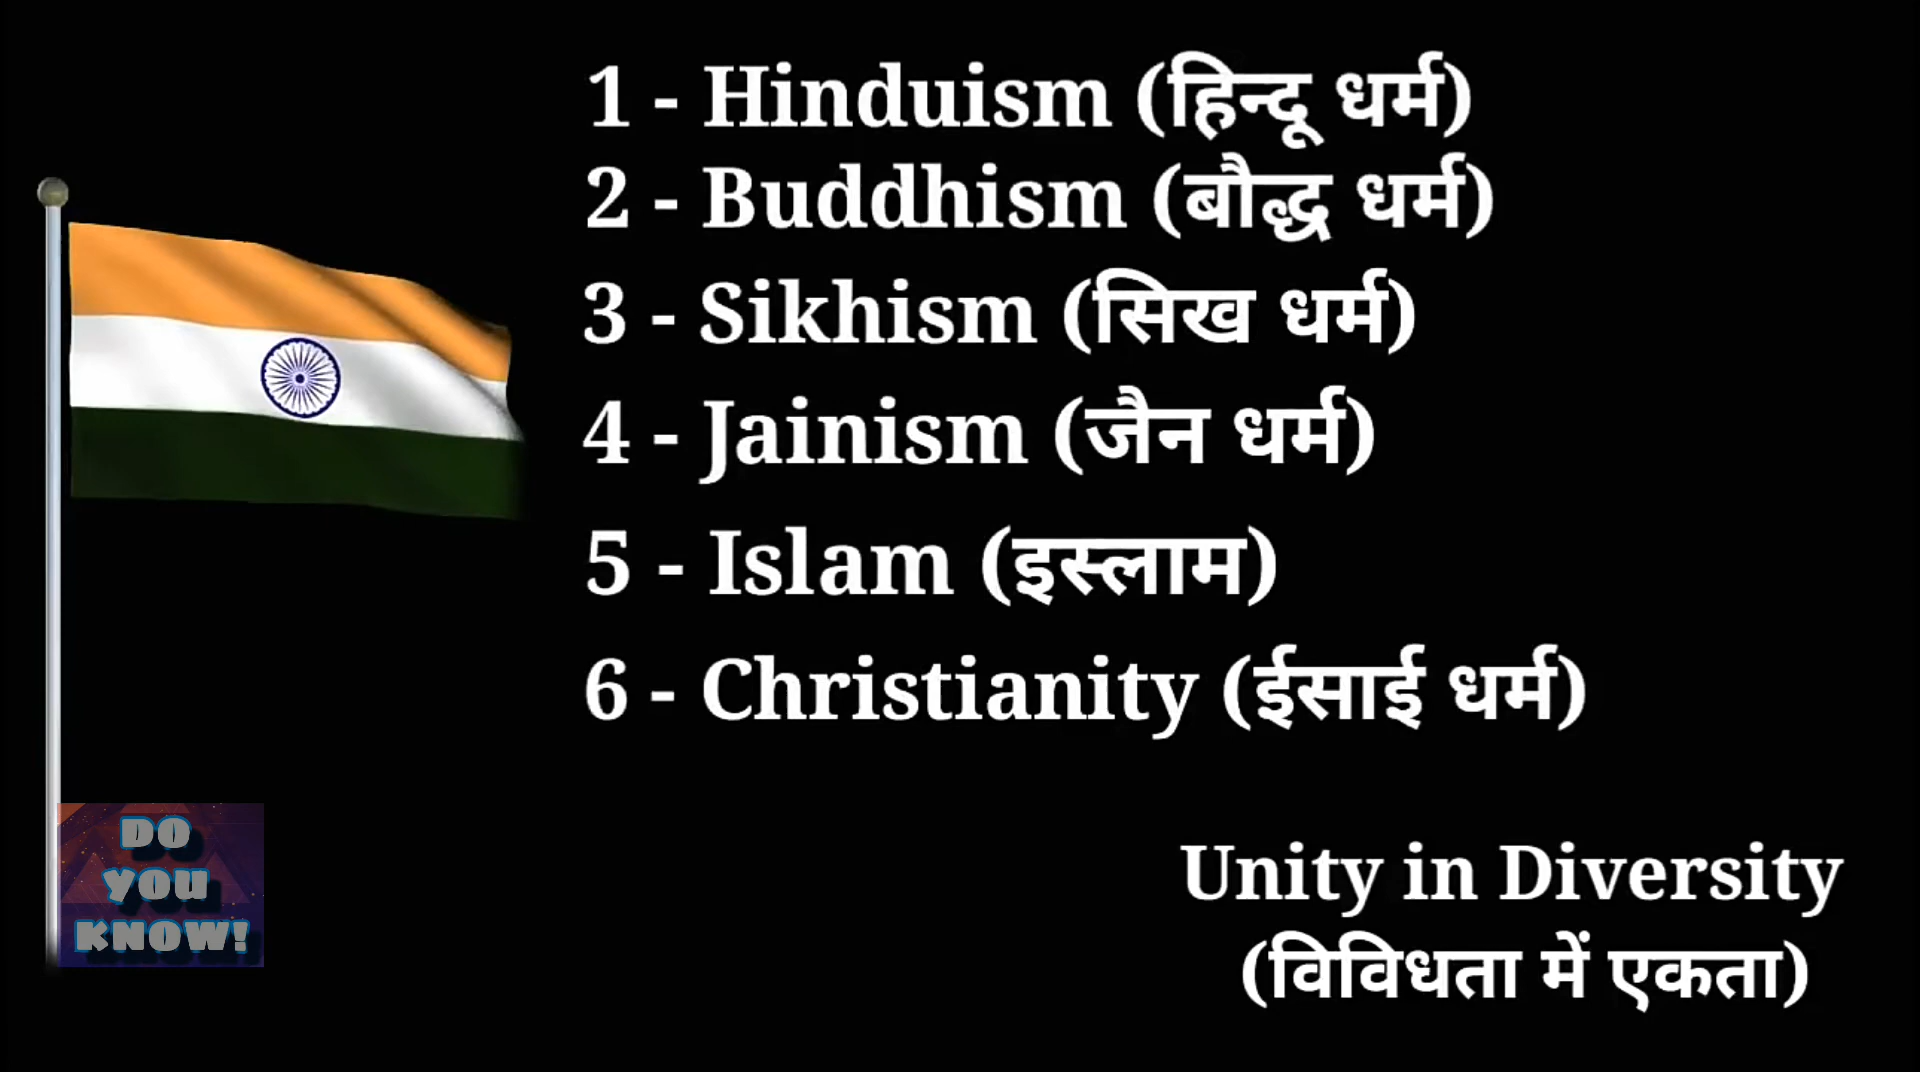 1 - Hinduism (हिन्दू धर्म)
2 - Buddhism (बौद्ध धर्म)
3 - Sikhism (सिख धर्म)
4 - Jainism (जैन धर्म)
5 - Islam (इस्लाम)
6 - Christianity (ईसाई धर्म)
DO
you
KNOW!
Unity in Diversity
(विविधता में एकता)